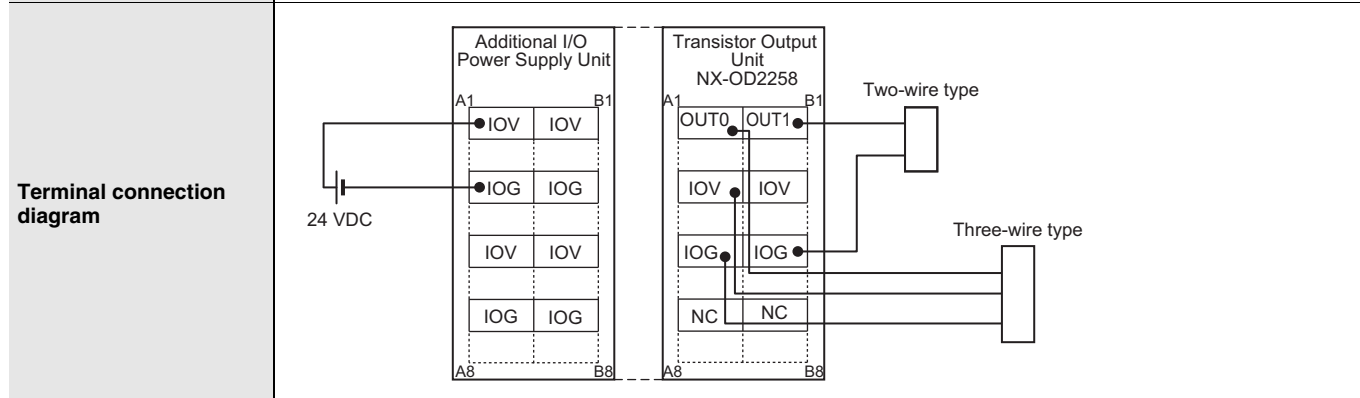 Terminal connection
diagram
Additional I/O
Power Supply Unit
A1 B1
IOV IOV
IOG IOG
IOV IOV
IOG IOG
A8 B8
24 VDC
Transistor Output
Unit
NX-OD2258
A1 B1
OUT0 OUT1
IOV IOV
IOG IOG
NC NC
A8 B8
Two-wire type
Three-wire type